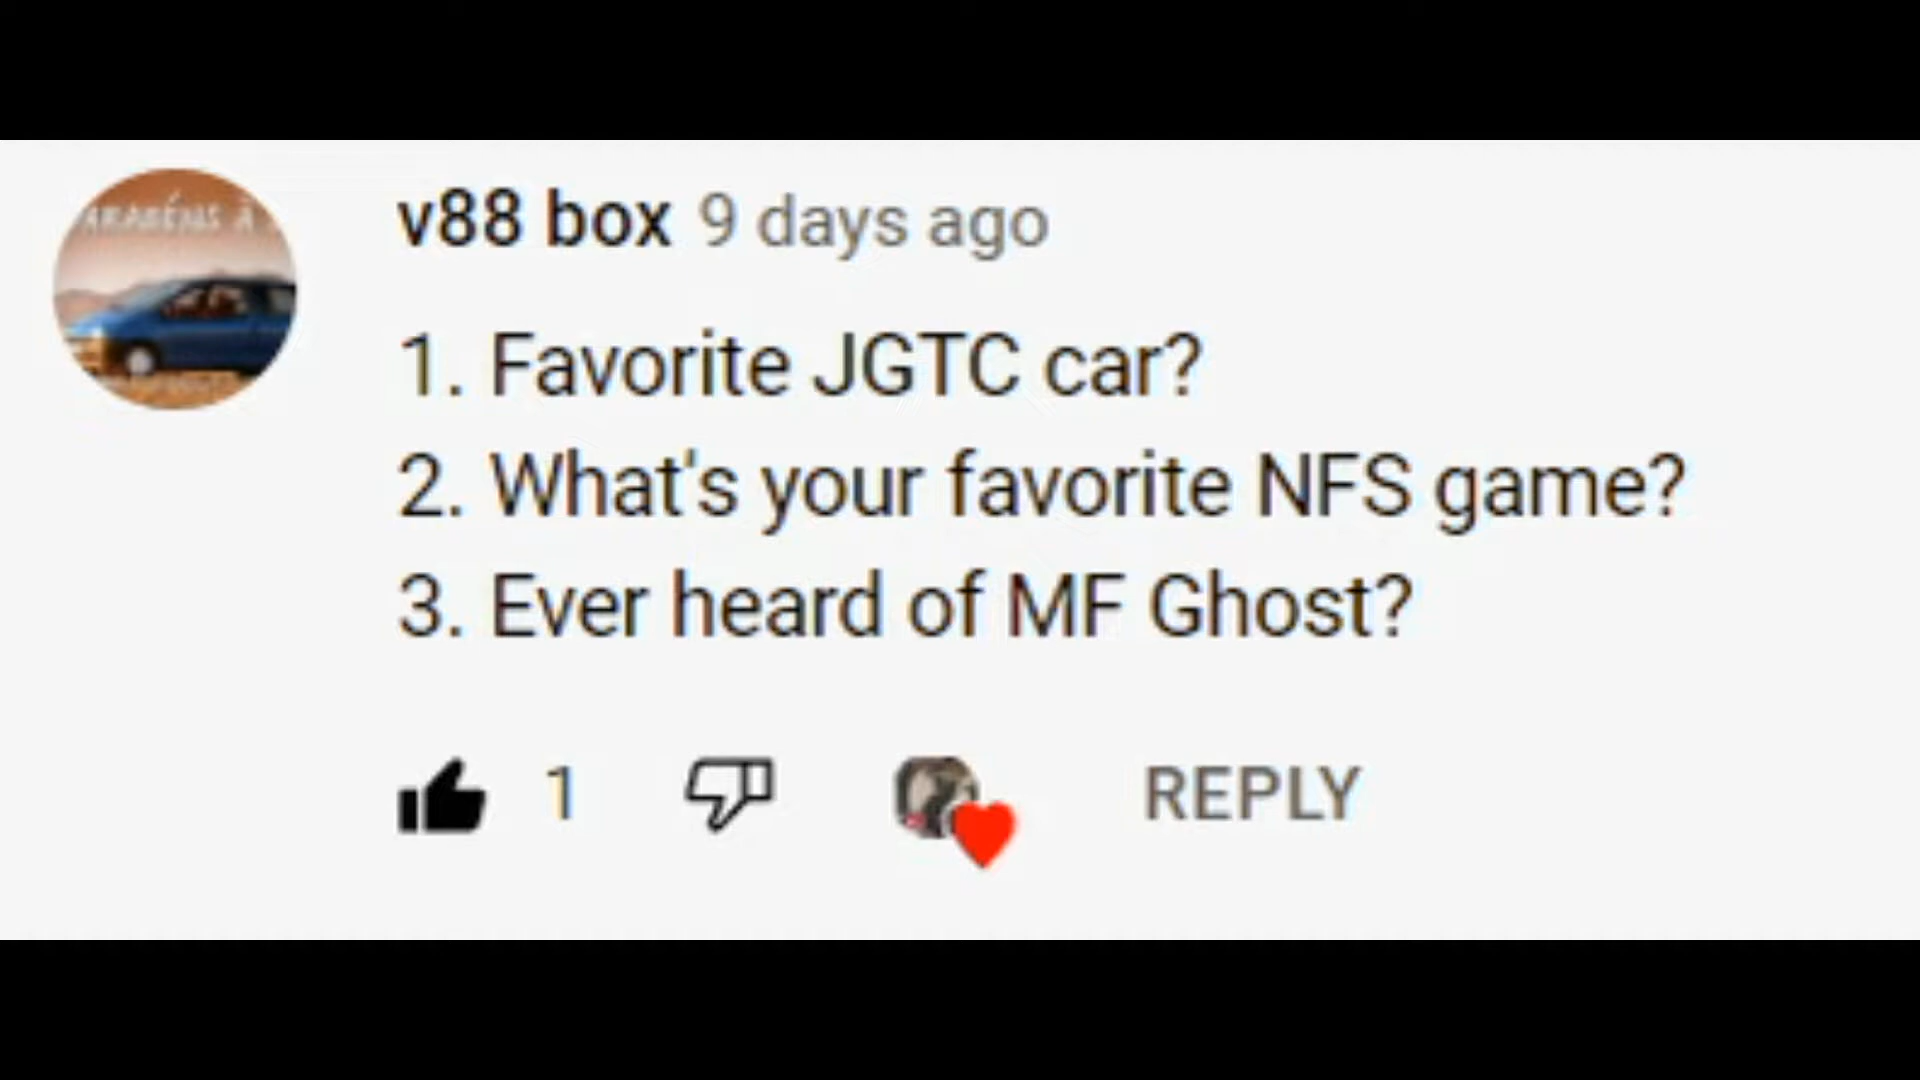 v88 box 9 days ago
1. Favorite JGTC car?
2. What's your favorite NFS game?
3. Ever heard of MF Ghost?
1 REPLY